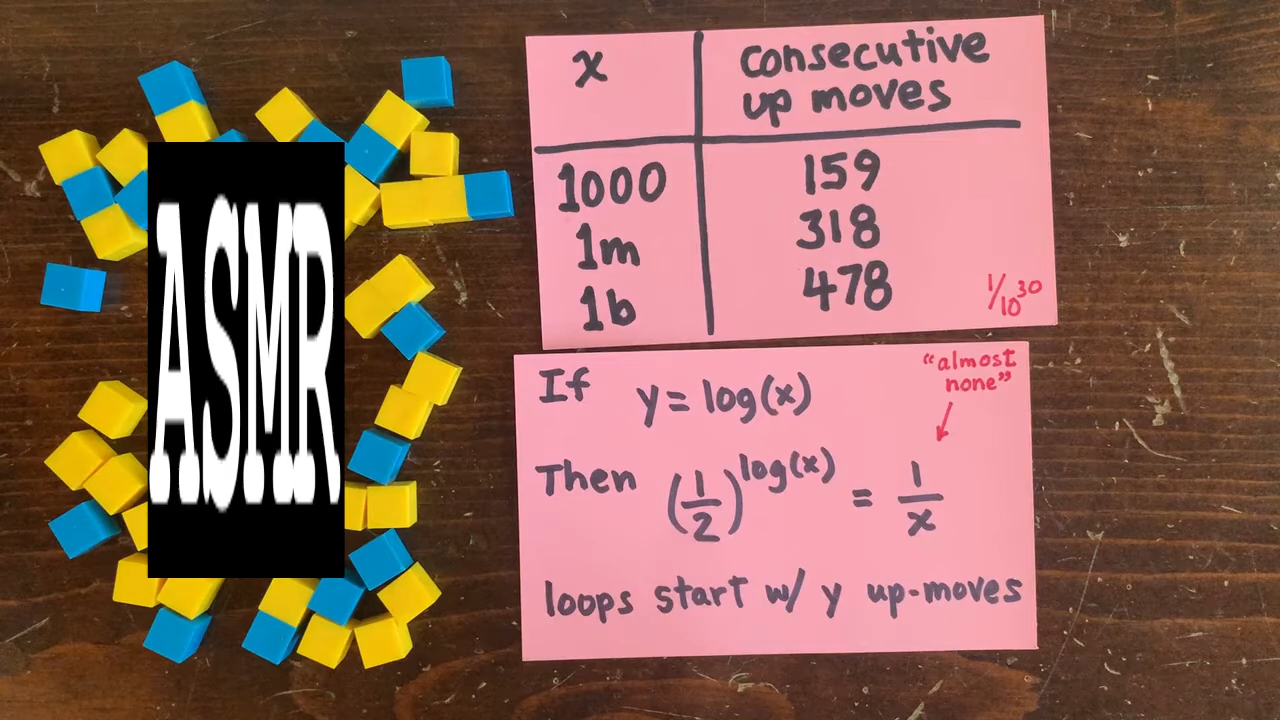 ASMR
x consecutive
up moves
1000 159
1m 318
1b 478
1/10^30
If y = log(x)
"almost
none"
Then (1/2)^log(x) = 1/x
loops start w/ y up-moves